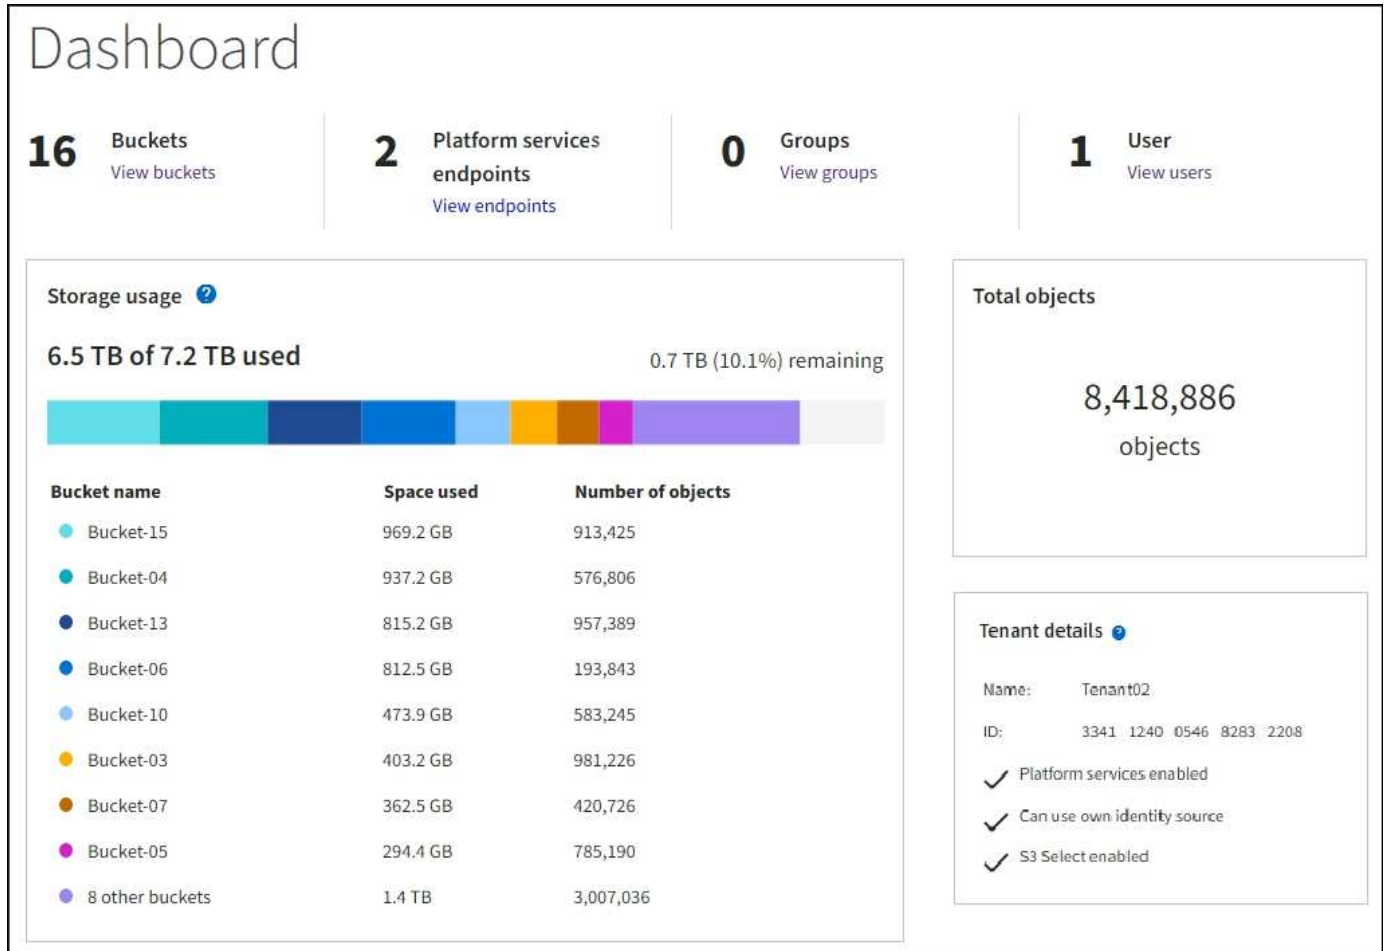 Dashboard
16 Buckets
View buckets
2 Platform services
endpoints
View endpoints
0 Groups
View groups
1 User
View users
Storage usage ?
6.5 TB of 7.2 TB used
0.7 TB (10.1%) remaining
Bucket name Space used Number of objects
Bucket-15 969.2 GB 913,425
Bucket-04 937.2 GB 576,806
Bucket-13 815.2 GB 957,389
Bucket-06 812.5 GB 193,843
Bucket-10 473.9 GB 583,245
Bucket-03 403.2 GB 981,226
Bucket-07 362.5 GB 420,726
Bucket-05 294.4 GB 785,190
8 other buckets 1.4 TB 3,007,036
Total objects
8,418,886
objects
Tenant details ?
Name: Tenant02
ID: 3341 1240 0546 8283 2208
Platform services enabled
Can use own identity source
S3 Select enabled